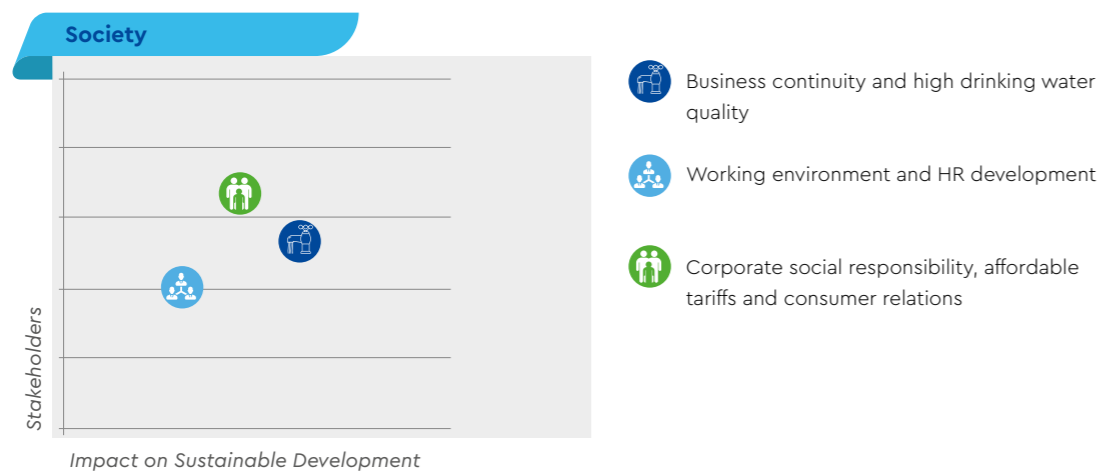 Society
Business continuity and high drinking water
quality
Working environment and HR development
Corporate social responsibility, affordable
tariffs and consumer relations
Stakeholders
Impact on Sustainable Development